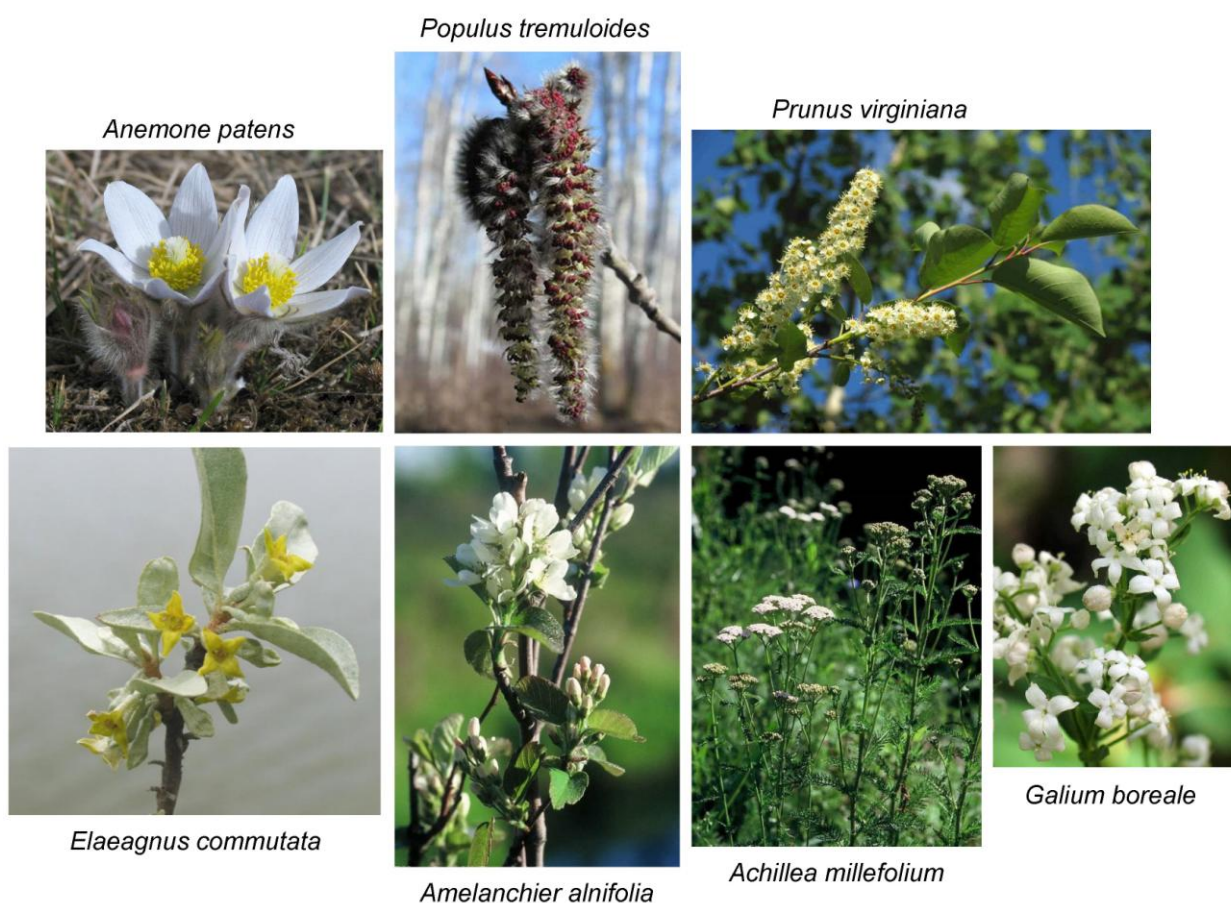 Populus tremuloides
Anemone patens
Prunus virginiana
Elaeagnus commutata
Amelanchier alnifolia
Achillea millefolium
Galium boreale